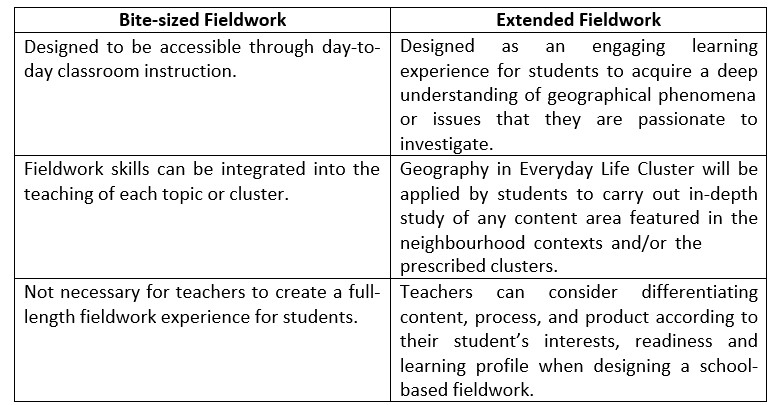 Bite-sized Fieldwork
Extended Fieldwork
Designed to be accessible through day-to-
day classroom instruction.
Designed as an engaging learning
experience for students to acquire a deep
understanding of geographical phenomena
or issues that they are passionate to
investigate.
Fieldwork skills can be integrated into the
teaching of each topic or cluster.
Geography in Everyday Life Cluster will be
applied by students to carry out in-depth
study of any content area featured in the
neighbourhood contexts and/or the
prescribed clusters.
Not necessary for teachers to create a full-
length fieldwork experience for students.
Teachers can consider differentiating
content, process, and product according to
their student’s interests, readiness and
learning profile when designing a school-
based fieldwork.